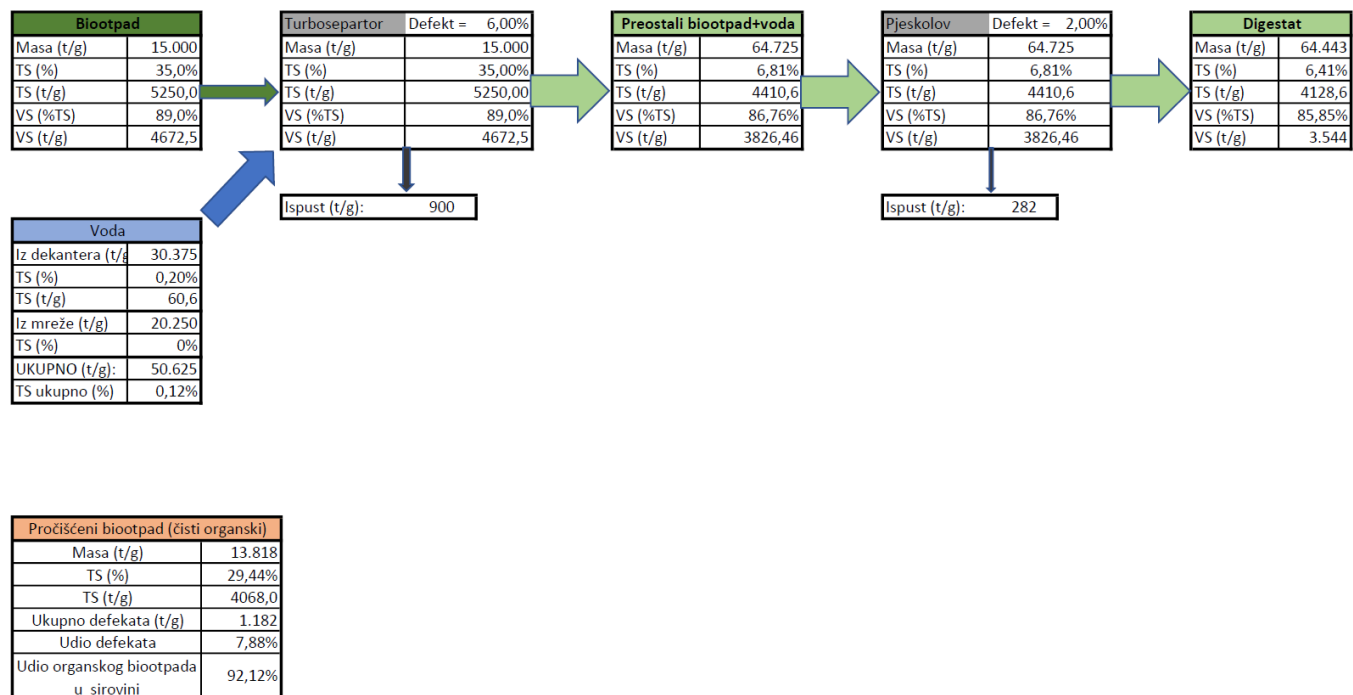 Biootpad
Masa (t/g) 15.000
TS (%) 35,0%
TS (t/g) 5250,0
VS (%TS) 89,0%
VS (t/g) 4672,5
Turbosepartor Defekt = 6,00%
Masa (t/g) 15.000
TS (%) 35,00%
TS (t/g) 5250,00
VS (%TS) 89,0%
VS (t/g) 4672,5
Ispust (t/g): 900
Preostali biootpad+voda
Masa (t/g) 64.725
TS (%) 6,81%
TS (t/g) 4410,6
VS (%TS) 86,76%
VS (t/g) 3826,46
Pjeskolov Defekt = 2,00%
Masa (t/g) 64.725
TS (%) 6,81%
TS (t/g) 4410,6
VS (%TS) 86,76%
VS (t/g) 3826,46
Ispust (t/g): 282
Digestat
Masa (t/g) 64.443
TS (%) 6,41%
TS (t/g) 4128,6
VS (%TS) 85,85%
VS (t/g) 3.544
Voda
Iz dekantera (t/g 30.375
TS (%) 0,20%
TS (t/g) 60,6
Iz mreže (t/g) 20.250
TS (%) 0%
UKUPNO (t/g): 50.625
TS ukupno (%) 0,12%
Pročišćeni biootpad (čisti organski)
Masa (t/g) 13.818
TS (%) 29,44%
TS (t/g) 4068,0
Ukupno defekata (t/g) 1.182
Udio defekata 7,88%
Udio organskog biootpada
u sirovini 92,12%